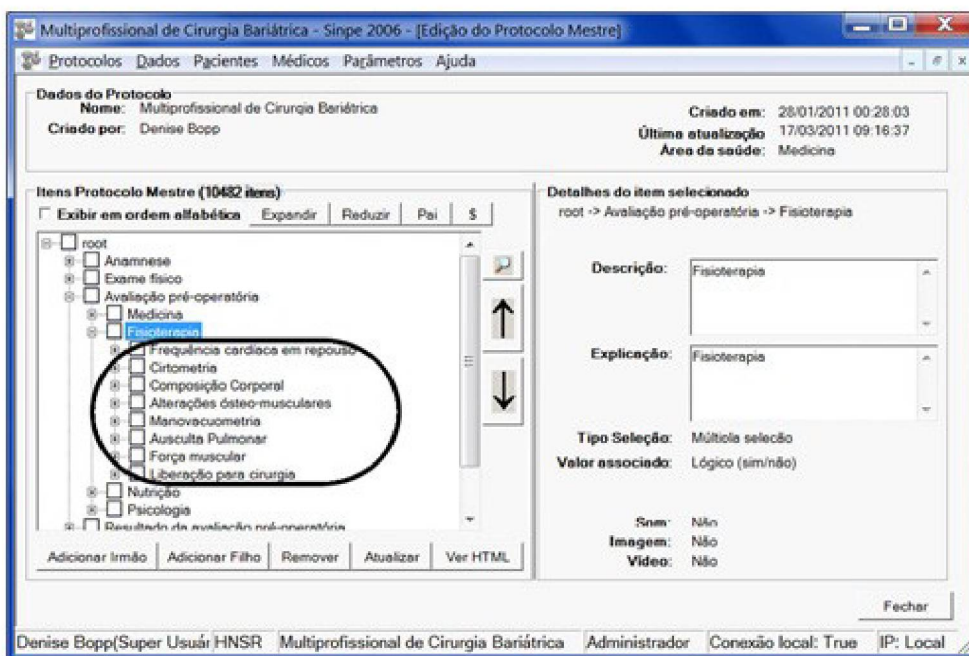 Multiprofissional de Cirurgia Bariátrica - Sinpe 2006 - [Edição do Protocolo Mestre]
Protocolos Dados Pacientes Médicos Parâmetros Ajuda
Dados do Protocolo
Nome: Multiprofissional de Cirurgia Bariátrica
Criado por: Denise Bopp
Criado em: 28/01/2011 00:28:03
Última atualização 17/03/2011 09:16:37
Área da saúde: Medicina
Itens Protocolo Mestre (10482 itens)
Exibir em ordem alfabética Expandir Reduzir Pai $
root
Anamnese
Exame físico
Avaliação pré-operatória
Medicina
Fisioterapia
Frequência cardíaca em repouso
Cirtometria
Composição Corporal
Alterações ósteo-musculares
Manovacuometria
Ausculta Pulmonar
Força muscular
Liberação para cirurgia
Nutrição
Psicologia
Resultado da avaliação pré-operatória
Adicionar Irmão Adicionar Filho Remover Atualizar Ver HTML
Detalhes do item selecionado
root -> Avaliação pré-operatória -> Fisioterapia
Descrição: Fisioterapia
Explicação: Fisioterapia
Tipo Seleção: Múltipla seleção
Valor associado: Lógico (sim/não)
Som: Não
Imagem: Não
Vídeo: Não
Fechar
Denise Bopp(Super Usuár HNSR Multiprofissional de Cirurgia Bariátrica Administrador Conexão local: True IP: Local